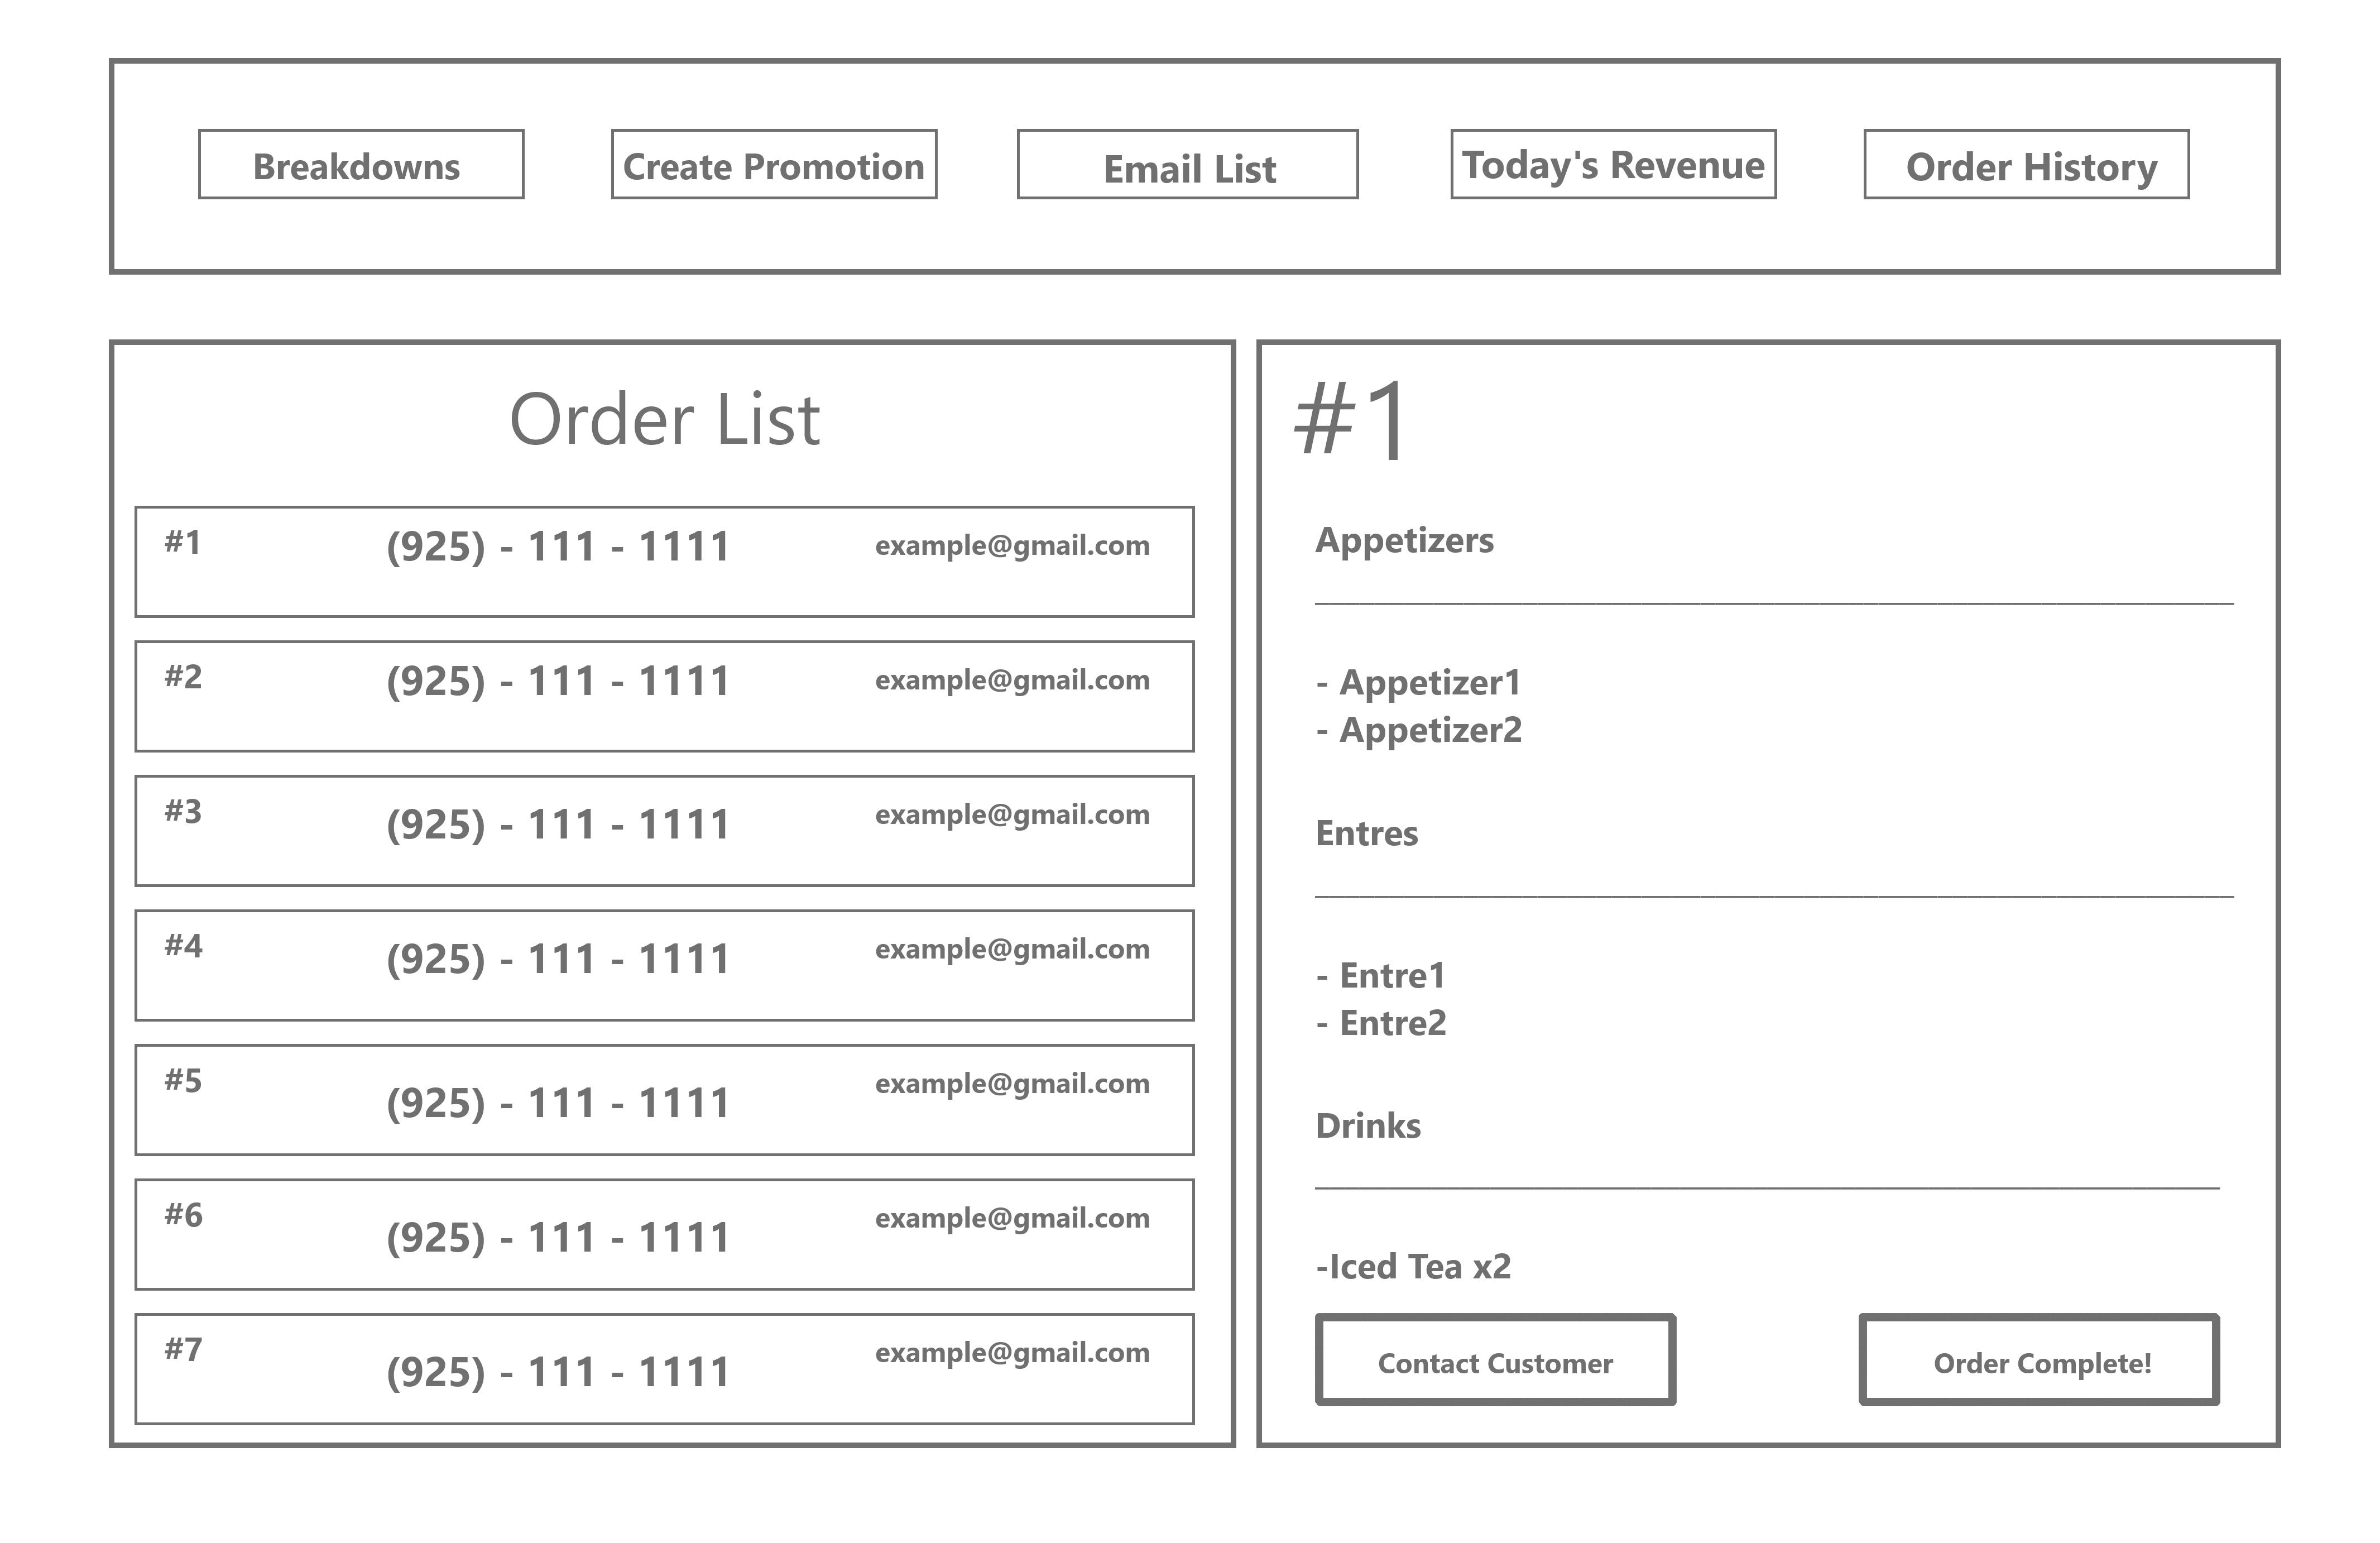 Breakdowns
Create Promotion
Email List
Today's Revenue
Order History
Order List
#1 (925) - 111 - 1111 example@gmail.com
#2 (925) - 111 - 1111 example@gmail.com
#3 (925) - 111 - 1111 example@gmail.com
#4 (925) - 111 - 1111 example@gmail.com
#5 (925) - 111 - 1111 example@gmail.com
#6 (925) - 111 - 1111 example@gmail.com
#7 (925) - 111 - 1111 example@gmail.com
#1
Appetizers
- Appetizer1
- Appetizer2
Entres
- Entre1
- Entre2
Drinks
-Iced Tea x2
Contact Customer
Order Complete!